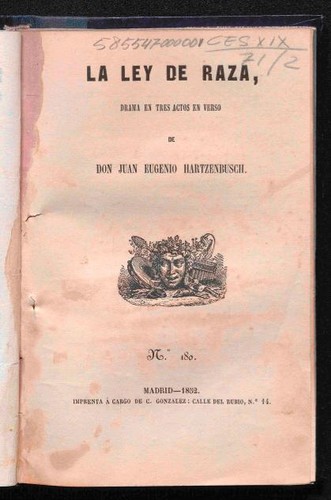 585547000001 CES XIX
71/2
LA LEY DE RAZA,
DRAMA EN TRES ACTOS EN VERSO
DE
DON JUAN EUGENIO HARTZENBUSCH.
N.º 180.
MADRID—1852.
IMPRENTA Á CARGO DE C. GONZALEZ: CALLE DEL RUBIO, N.º 14.